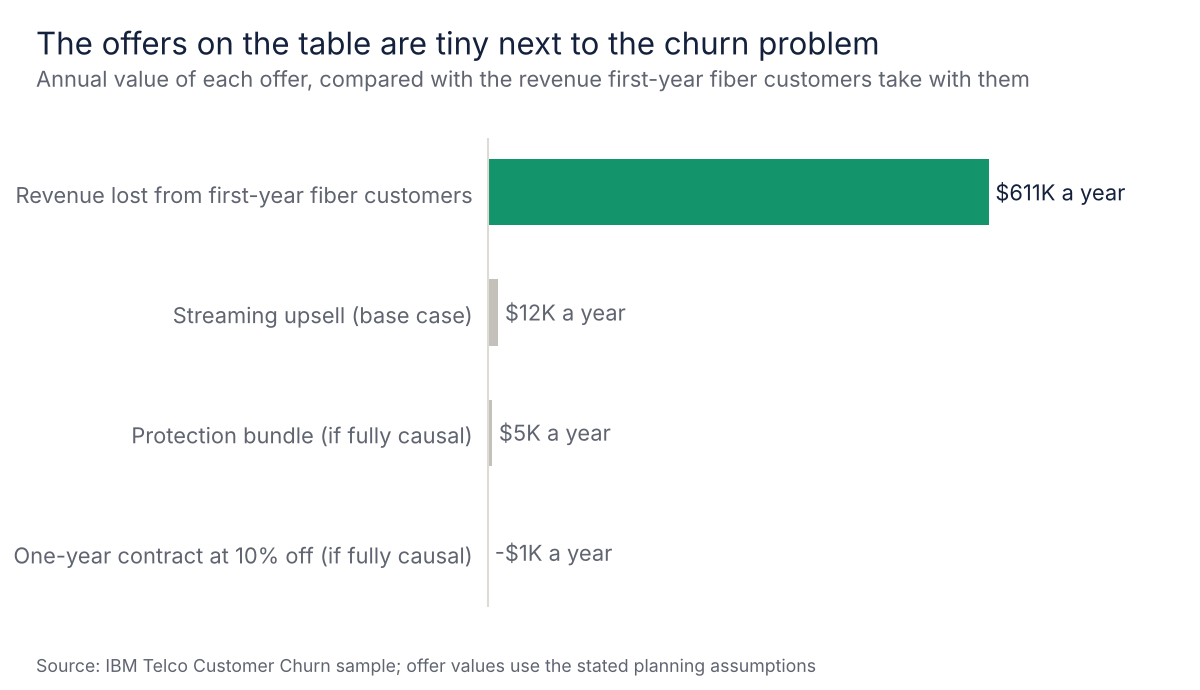 The offers on the table are tiny next to the churn problem
Annual value of each offer, compared with the revenue first-year fiber customers take with them
Revenue lost from first-year fiber customers
$611K a year
Streaming upsell (base case)
$12K a year
Protection bundle (if fully causal)
$5K a year
One-year contract at 10% off (if fully causal)
-$1K a year
Source: IBM Telco Customer Churn sample; offer values use the stated planning assumptions